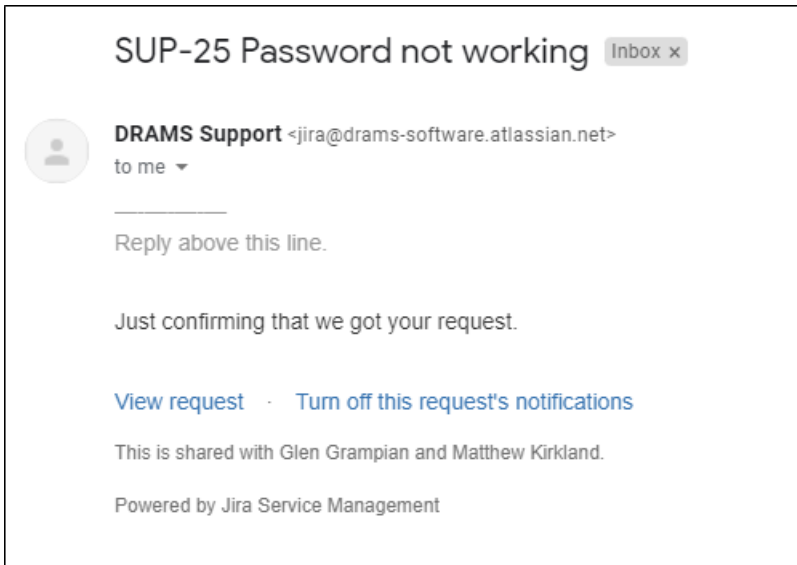 SUP-25 Password not working Inbox x
DRAMS Support <jira@drams-software.atlassian.net>
to me
Reply above this line.
Just confirming that we got your request.
View request · Turn off this request's notifications
This is shared with Glen Grampian and Matthew Kirkland.
Powered by Jira Service Management